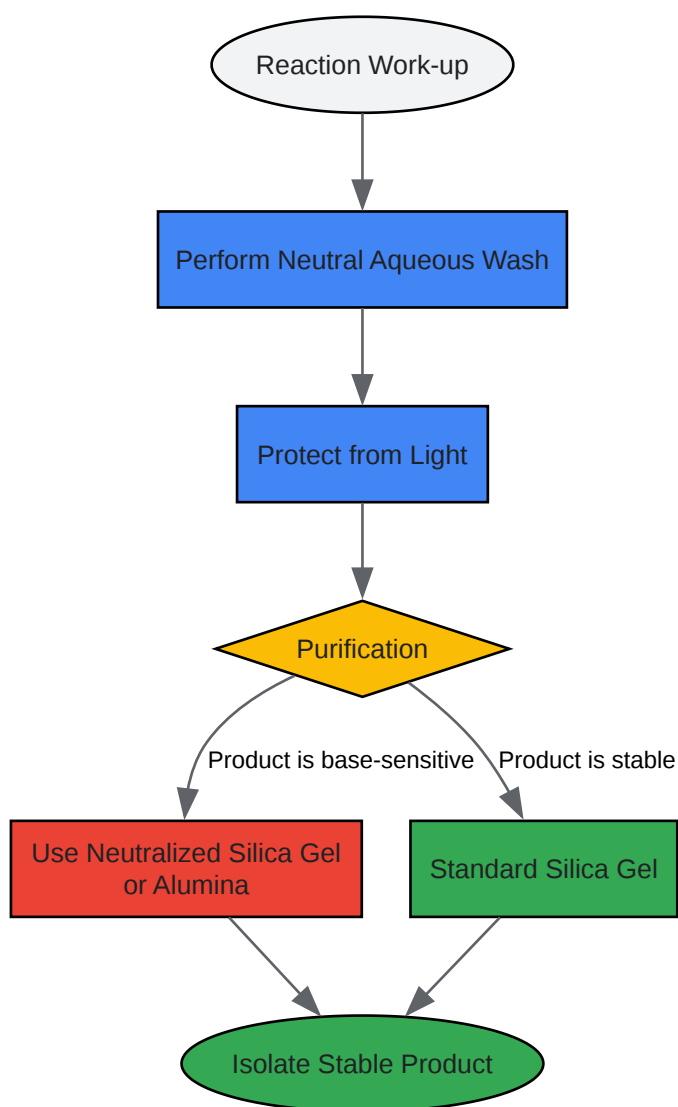 Reaction Work-up
Perform Neutral Aqueous Wash
Protect from Light
Purification
Product is base-sensitive
Product is stable
Use Neutralized Silica Gel
or Alumina
Standard Silica Gel
Isolate Stable Product